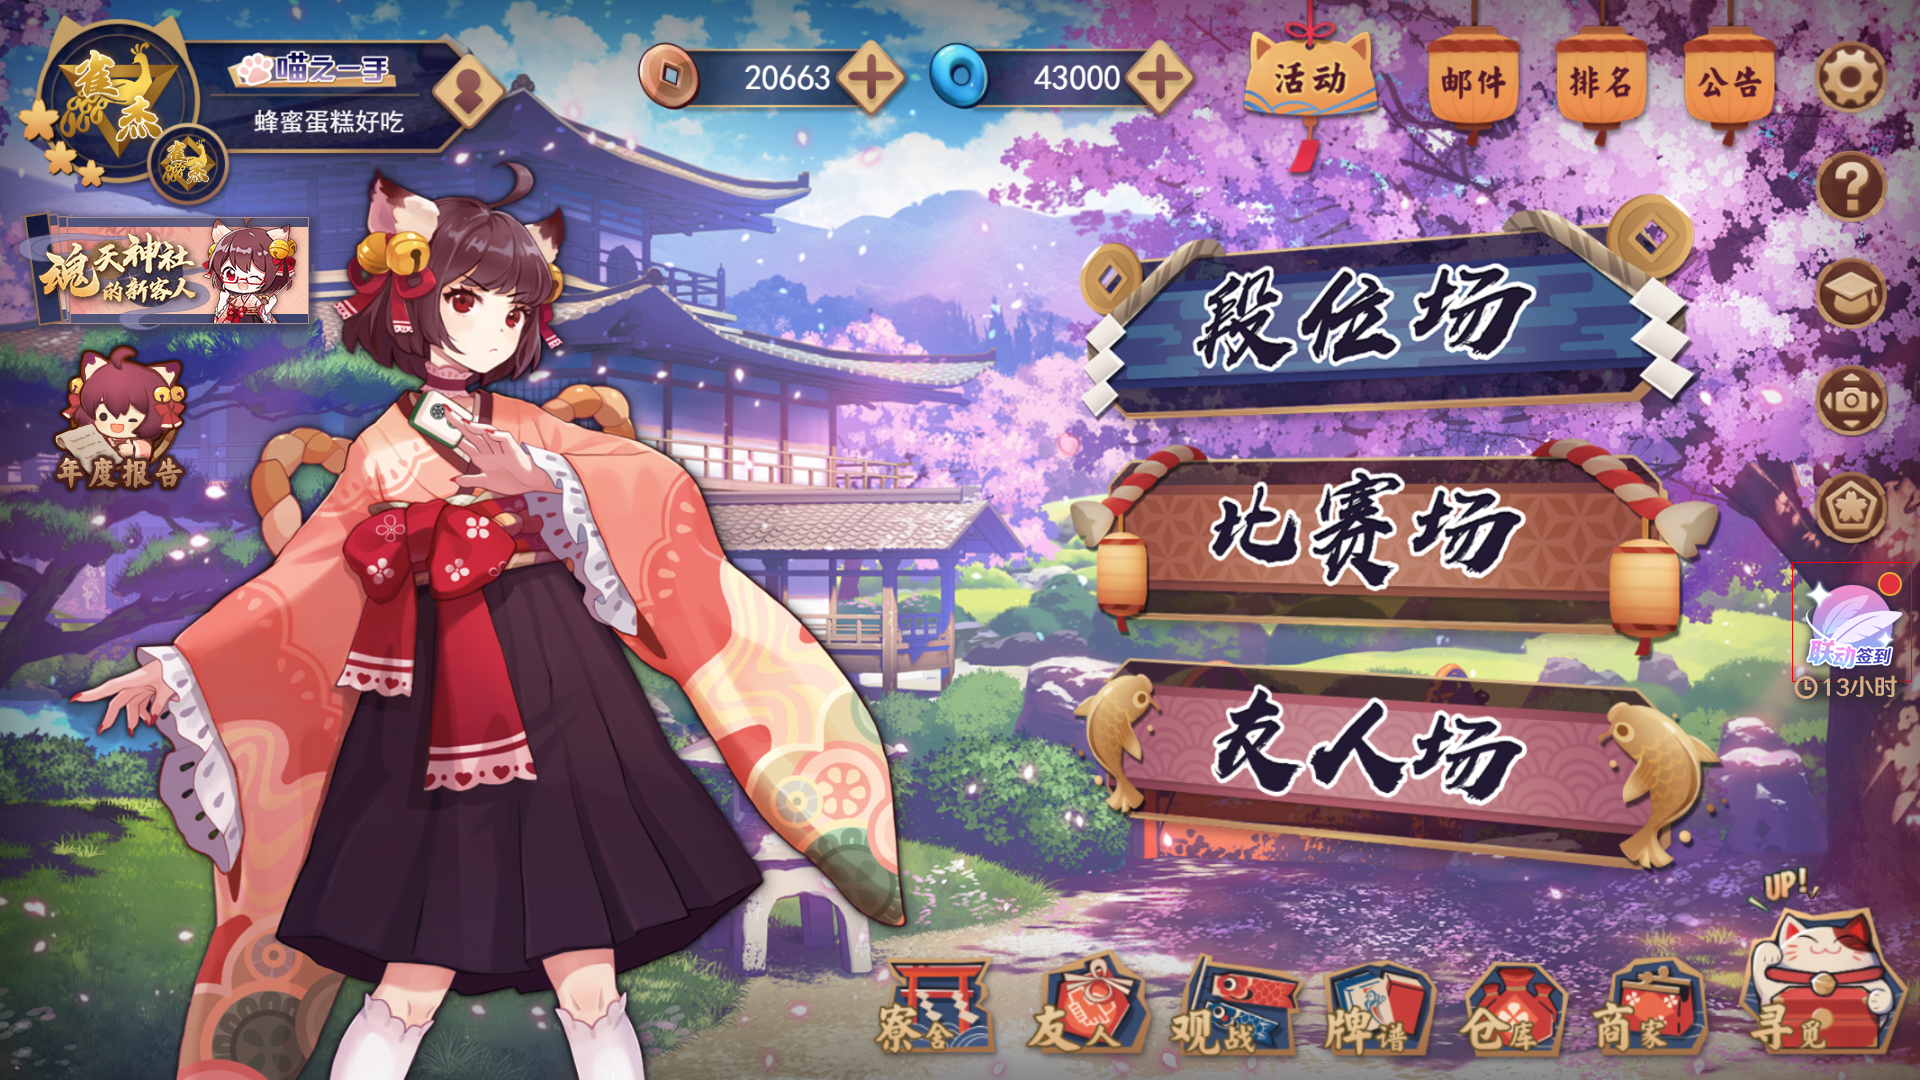 雀杰
喵之一手
蜂蜜蛋糕好吃
雀杰
20663
43000
活动
邮件
排名
公告
魂天神社
的新客人
年度报告
段位场
比赛场
友人场
联动签到
13小时
UP!
寮舍
友人
观战
牌谱
仓库
商家
寻觅